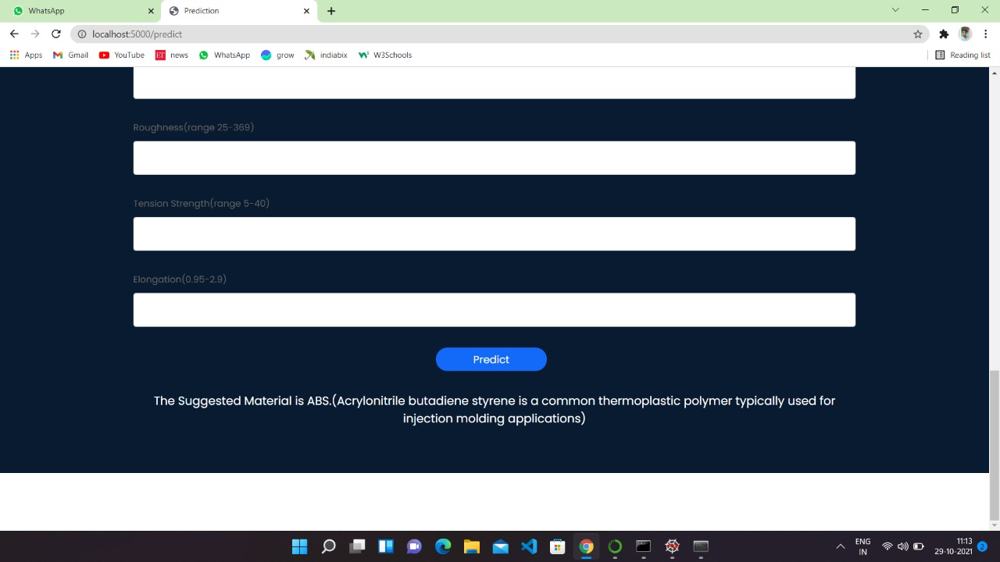 WhatsApp
Prediction
localhost:5000/predict
Apps
Gmail
YouTube
ET
news
WhatsApp
grow
indiabix
W3Schools
Reading list
Roughness(range 25-369)
Tension Strength(range 5-40)
Elongation(0.95-2.9)
Predict
The Suggested Material is ABS.(Acrylonitrile butadiene styrene is a common thermoplastic polymer typically used for
injection molding applications)
ENG
IN
11:13
29-10-2021
2